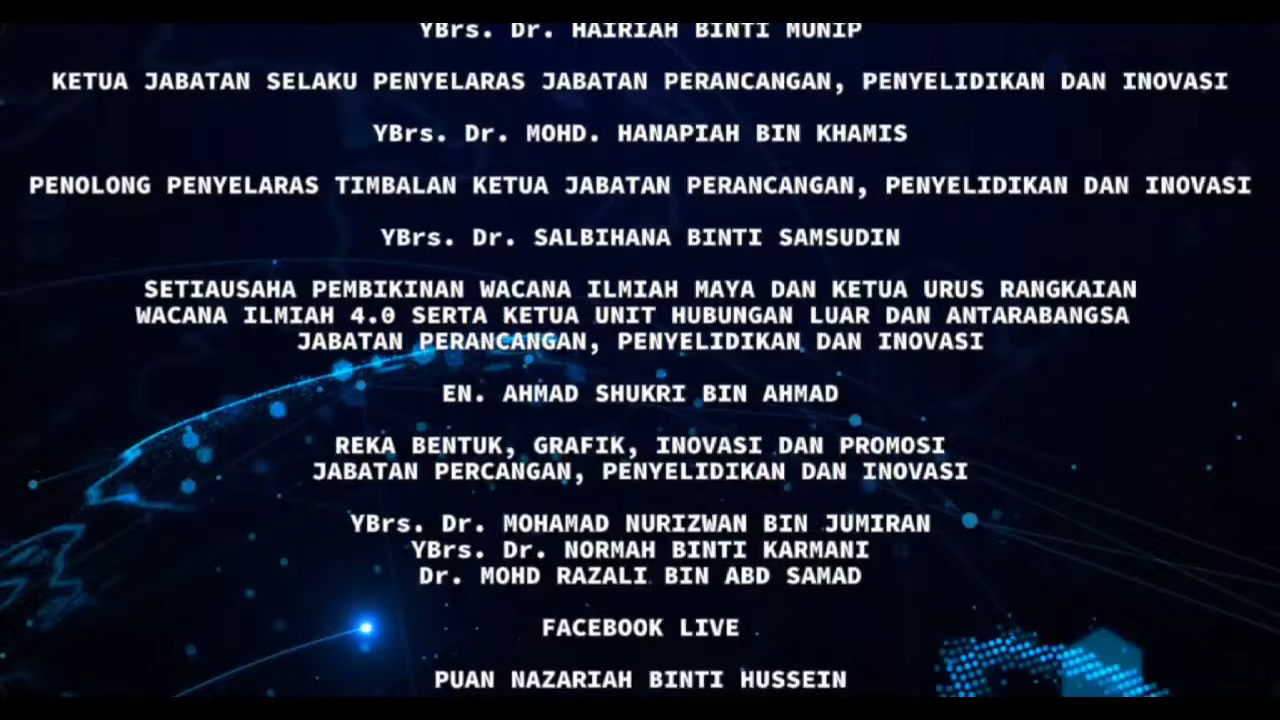 YBrs. Dr. HAIRIAH BINTI MUNIP
KETUA JABATAN SELAKU PENYELARAS JABATAN PERANCANGAN, PENYELIDIKAN DAN INOVASI
YBrs. Dr. MOHD. HANAPIAH BIN KHAMIS
PENOLONG PENYELARAS TIMBALAN KETUA JABATAN PERANCANGAN, PENYELIDIKAN DAN INOVASI
YBrs. Dr. SALBIHANA BINTI SAMSUDIN
SETIAUSAHA PEMBIKINAN WACANA ILMIAH MAYA DAN KETUA URUS RANGKAIAN
WACANA ILMIAH 4.0 SERTA KETUA UNIT HUBUNGAN LUAR DAN ANTARABANGSA
JABATAN PERANCANGAN, PENYELIDIKAN DAN INOVASI
EN. AHMAD SHUKRI BIN AHMAD
REKA BENTUK, GRAFIK, INOVASI DAN PROMOSI
JABATAN PERCANGAN, PENYELIDIKAN DAN INOVASI
YBrs. Dr. MOHAMAD NURIZWAN BIN JUMIRAN
YBrs. Dr. NORMAH BINTI KARMANI
Dr. MOHD RAZALI BIN ABD SAMAD
FACEBOOK LIVE
PUAN NAZARIAH BINTI HUSSEIN